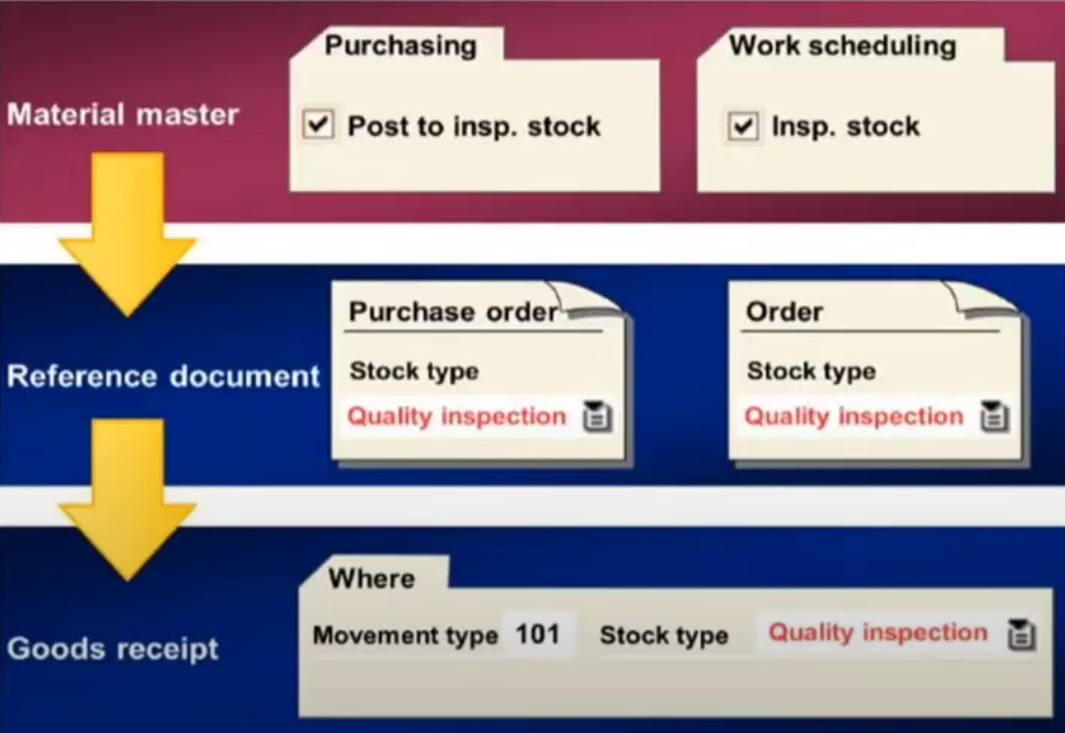 Purchasing
Work scheduling
Material master
Post to insp. stock
Insp. stock
Purchase order
Order
Reference document
Stock type
Quality inspection
Stock type
Quality inspection
Where
Goods receipt
Movement type 101 Stock type Quality inspection